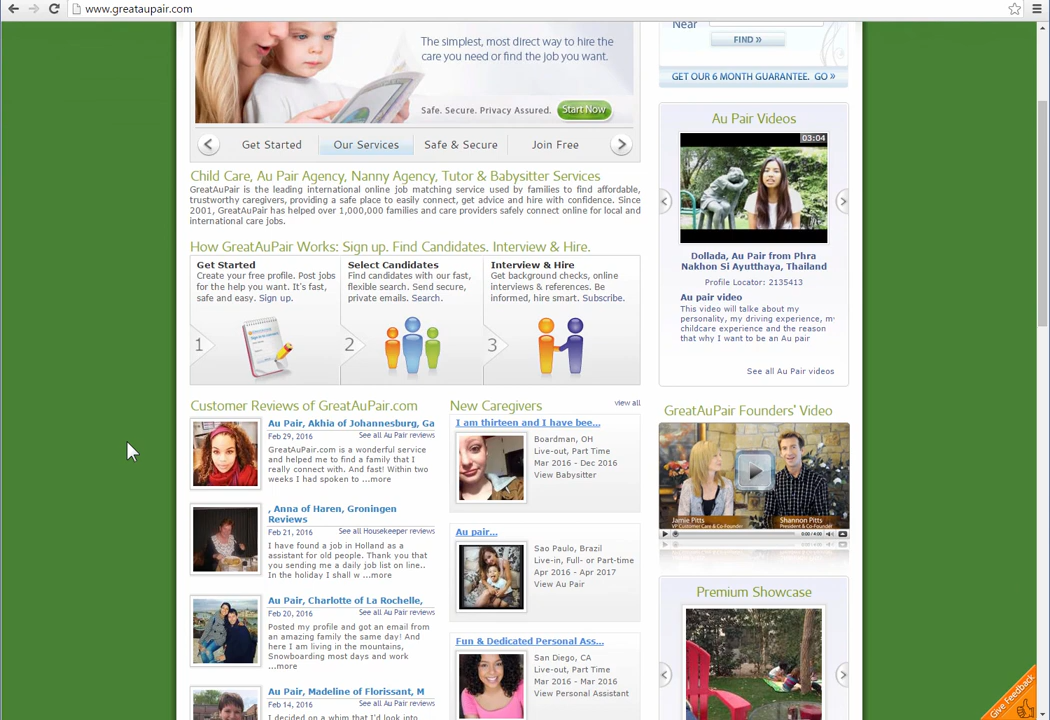 www.greataupair.com
The simplest, most direct way to hire the
care you need or find the job you want.
Safe. Secure. Privacy Assured. Start Now
Get Started Our Services Safe & Secure Join Free
Near
FIND »
GET OUR 6 MONTH GUARANTEE. GO »
Child Care, Au Pair Agency, Nanny Agency, Tutor & Babysitter Services
GreatAuPair is the leading international online job matching service used by families to find affordable,
trustworthy caregivers, providing a safe place to easily connect, get advice and hire with confidence. Since
2001, GreatAuPair has helped over 1,000,000 families and care providers safely connect online for local and
international care jobs.
How GreatAuPair Works: Sign up. Find Candidates. Interview & Hire.
Get Started
Create your free profile. Post jobs
for the help you want. It's fast,
safe and easy. Sign up.
1
Select Candidates
Find candidates with our fast,
flexible search. Send secure,
private emails. Search.
2
Interview & Hire
Get background checks, online
interviews & references. Be
informed, hire smart. Subscribe.
3
Customer Reviews of GreatAuPair.com
Au Pair, Akhia of Johannesburg, Ga
Feb 29, 2016 See all Au Pair reviews
GreatAuPair.com is a wonderful service
and helped me to find a family that I
really connect with. And fast! Within two
weeks I had spoken to ...more
, Anna of Haren, Groningen
Reviews
Feb 21, 2016 See all Housekeeper reviews
I have found a job in Holland as a
assistant for old people. Thank you that
you sending me a daily job list on line..
In the holiday I shall w ...more
Au Pair, Charlotte of La Rochelle,
Feb 20, 2016 See all Au Pair reviews
Posted my profile and got an email from
an amazing family the same day! And
here I am living in the mountains,
Snowboarding most days and work
...more
Au Pair, Madeline of Florissant, M
Feb 14, 2016 See all Au Pair reviews
I decided on a whim that I'd look into
New Caregivers view all
I am thirteen and I have bee...
Boardman, OH
Live-out, Part Time
Mar 2016 - Dec 2016
View Babysitter
Au pair...
Sao Paulo, Brazil
Live-in, Full- or Part-time
Apr 2016 - Apr 2017
View Au Pair
Fun & Dedicated Personal Ass...
San Diego, CA
Live-out, Part Time
Mar 2016 - Mar 2016
View Personal Assistant
Au Pair Videos
03:04
Dollada, Au Pair from Phra
Nakhon Si Ayutthaya, Thailand
Profile Locator: 2135413
Au pair video
This video will talk about my
personality, my driving experience, m
childcare experience and the reason
that why I want to be an Au pair
See all Au Pair videos
GreatAuPair Founders' Video
Jamie Pitts
VP Customer Care & Co-Founder
Shannon Pitts
President & Co-Founder
0:00 / 4:00
Premium Showcase
Give Feedback